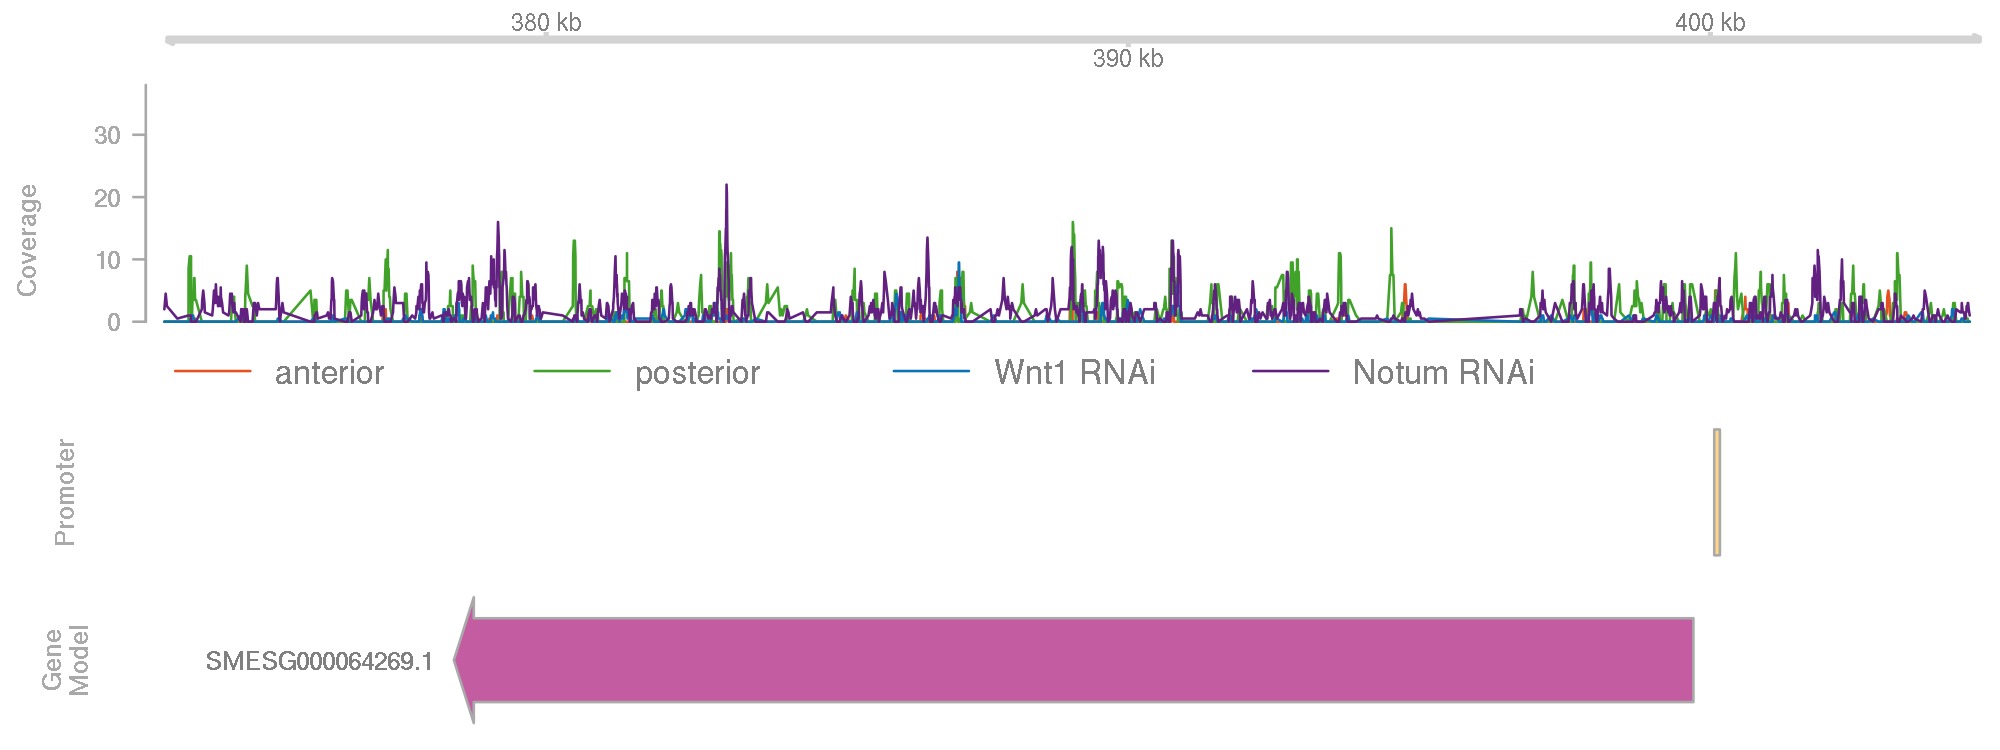 380 kb
400 kb
390 kb
Coverage
30
20
10
0
anterior
posterior
Wnt1 RNAi
Notum RNAi
Promoter
Gene
Model
SMESG000064269.1